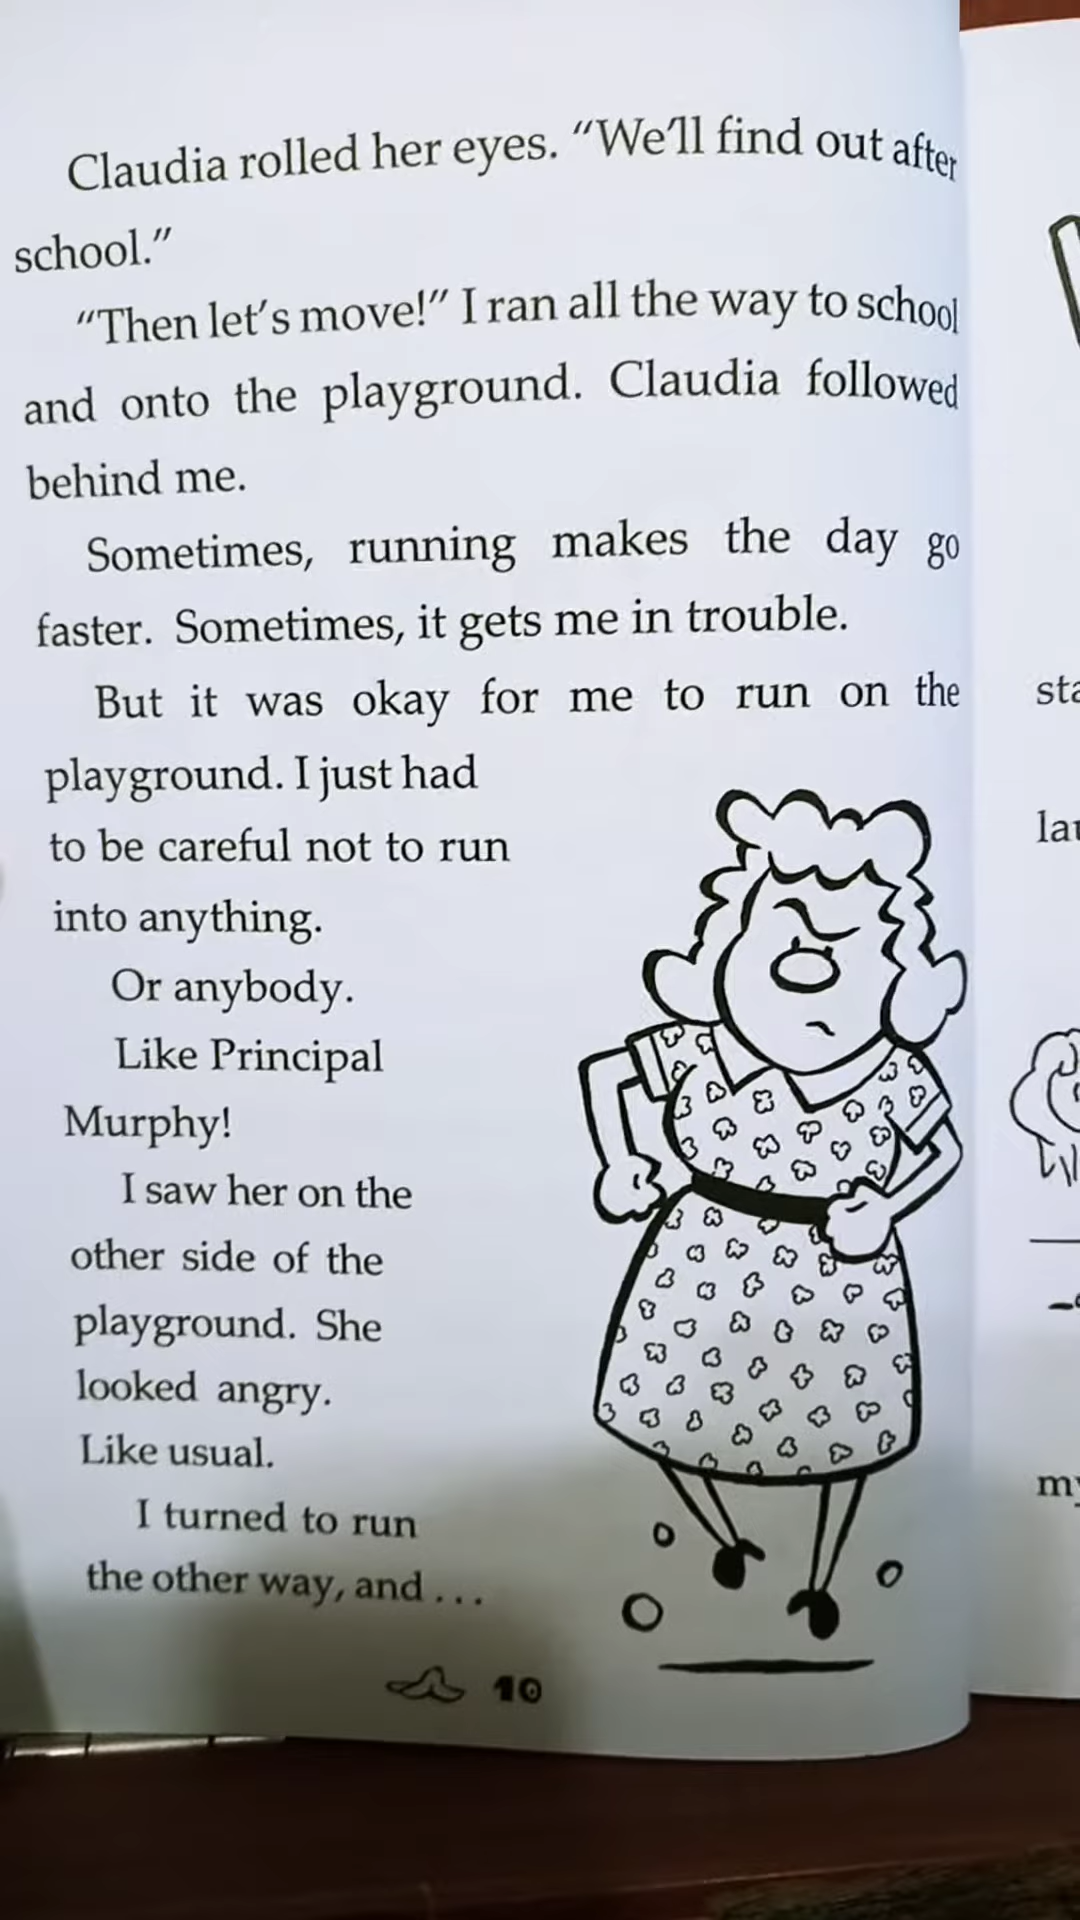 Claudia rolled her eyes. “We’ll find out after
school.”
“Then let’s move!” I ran all the way to school
and onto the playground. Claudia followed
behind me.
Sometimes, running makes the day go
faster. Sometimes, it gets me in trouble.
But it was okay for me to run on the
playground. I just had
to be careful not to run
into anything.
Or anybody.
Like Principal
Murphy!
I saw her on the
other side of the
playground. She
looked angry.
Like usual.
I turned to run
the other way, and . . .
10